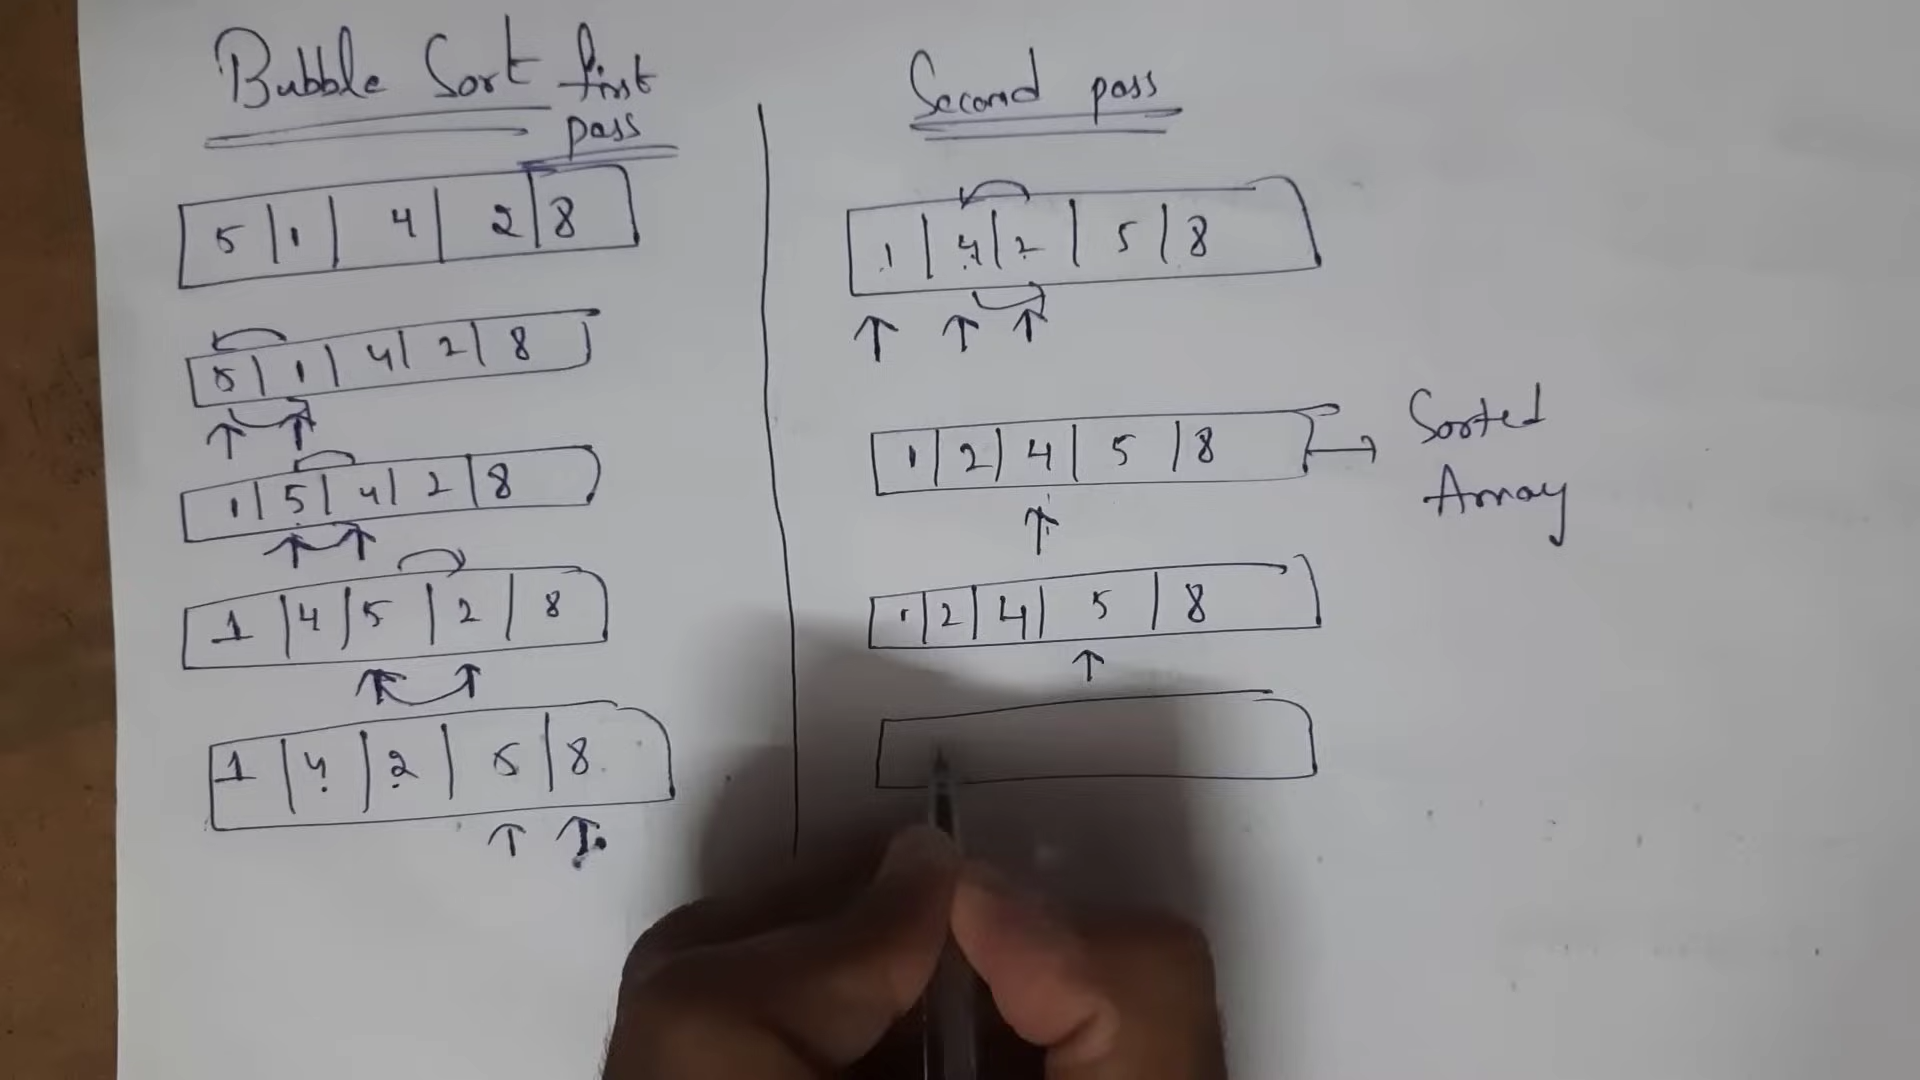 Bubble Sort first
pass
5 | 1 | 4 | 2 | 8
5 | 1 | 4 | 2 | 8
1 | 5 | 4 | 2 | 8
1 | 4 | 5 | 2 | 8
1 | 4 | 2 | 5 | 8
Second pass
1 | 4 | 2 | 5 | 8
1 | 2 | 4 | 5 | 8
Sorted
Array
1 | 2 | 4 | 5 | 8